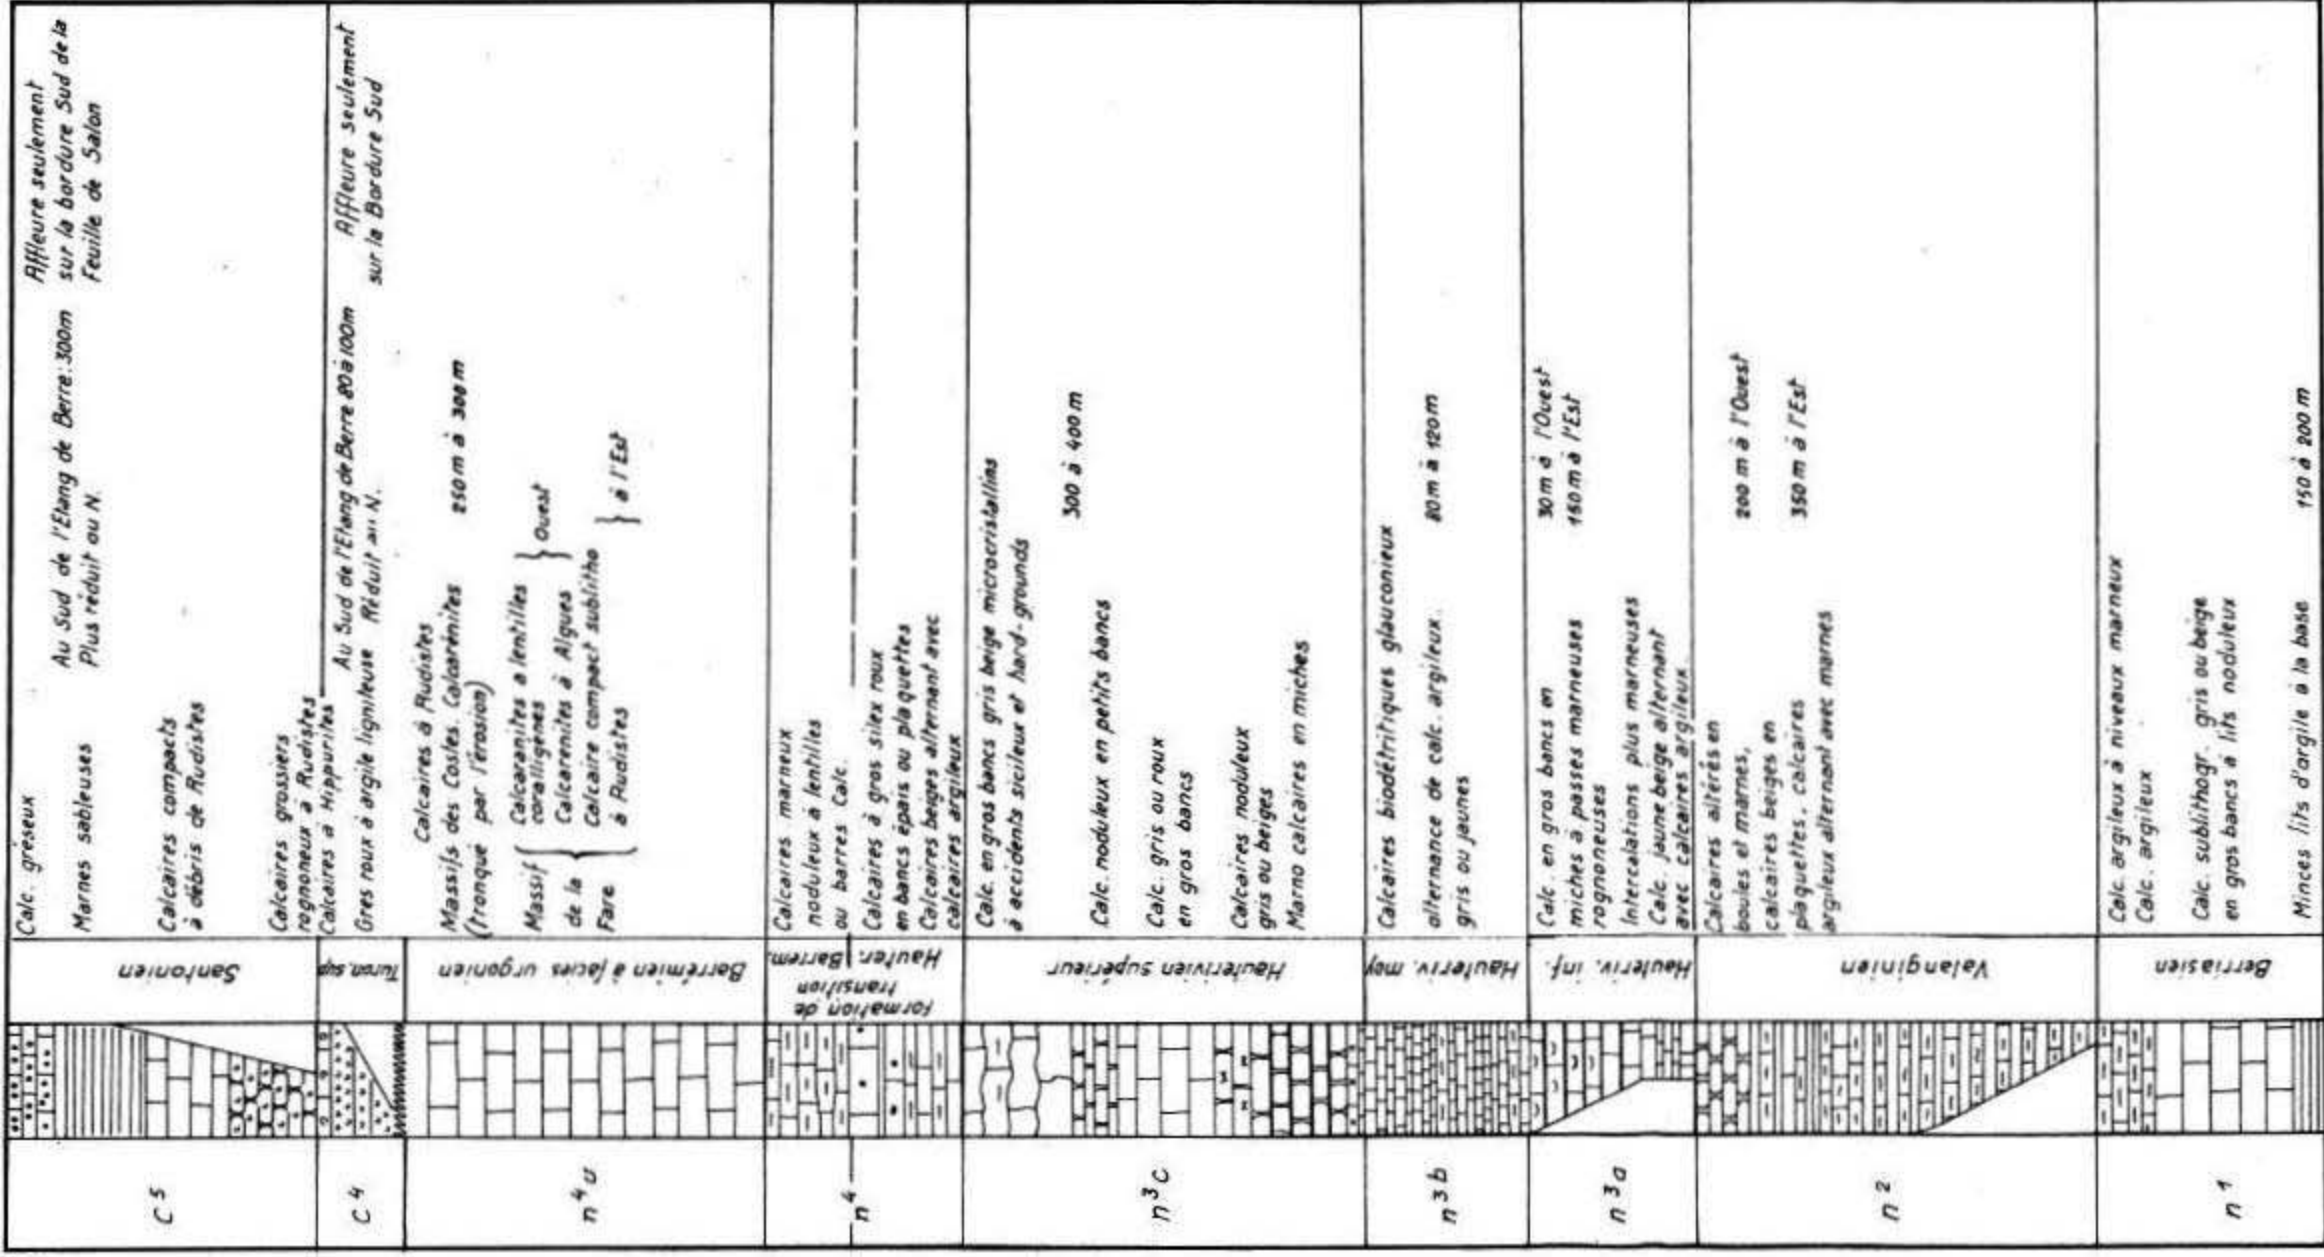 C5
Santonien
Calc. gréseux
Marnes sableuses
Calcaires compacts
à débris de Rudistes
Calcaires grossiers
rognoneux à Rudistes
Au Sud de l'Etang de Berre: 300m
Plus réduit au N.
Affleure seulement
sur la bordure Sud de la
Feuille de Salon
C4
Turon. sup
Calcaires à Hippurites
Gres roux à argile ligniteuse
Au Sud de l'Etang de Berre 80 à 100m
Réduit au N.
Affleure seulement
sur la Bordure Sud
n4u
Barrémien à faciès urgonien
Calcaires à Rudistes
Massifs des Costes. Calcarénites
(tronqué par l'érosion)
250m à 300m
Massif
de la
Fare
Calcaranites a lentilles
coralligènes
Calcarenites à Algues
Ouest
Calcaire compact sublitho
à Rudistes
à l'Est
n4
formation de
transition
Hauter. Barrem.
Calcaires marneux
noduleux à lentilles
ou barres Calc.
Calcaires à gros silex roux
en bancs épais ou plaquettes
Calcaires beiges alternant avec
calcaires argileux
n3c
Hauterivien supérieur
Calc. en gros bancs gris beige microcristallins
à accidents sicileux et hard-grounds
300 à 400m
Calc. noduleux en petits bancs
Calc. gris ou roux
en gros bancs
Calcaires noduleux
gris ou beiges
Marno calcaires en miches
n3b
Hauteriv. moy
Calcaires biodétritiques glauconieux
alternance de calc. argileux.
gris ou jaunes
80m à 120m
n3a
Hauteriv. inf.
Calc. en gros bancs en
miches à passes marneuses
rognoneuses
Intercalations plus marneuses
Calc. jaune beige alternant
avec calcaires argileux
30m à l'Ouest
150m à l'Est
n2
Valanginien
Calcaires altérés en
boules et marnes,
calcaires beiges en
plaquettes, calcaires
argileux alternant avec marnes
200 m à l'Ouest
350 m à l'Est
n1
Berriasien
Calc. argileux à niveaux marneux
Calc. argileux
Calc. sublithogr. gris ou beige
en gros bancs à lits noduleux
Minces lits d'argile à la base
150 à 200m